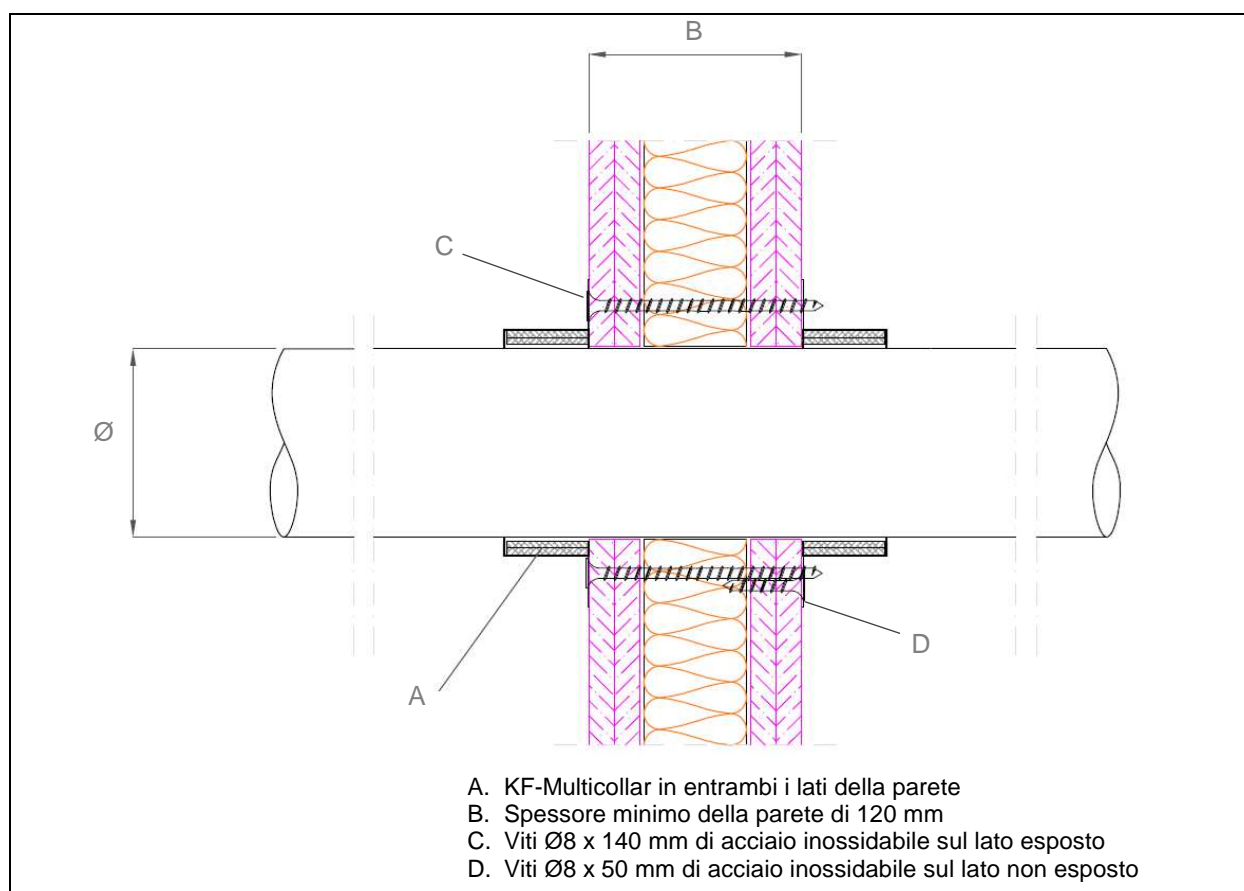 B
C
Ø
D
A
A. KF-Multicollar in entrambi i lati della parete
B. Spessore minimo della parete di 120 mm
C. Viti Ø8 x 140 mm di acciaio inossidabile sul lato esposto
D. Viti Ø8 x 50 mm di acciaio inossidabile sul lato non esposto